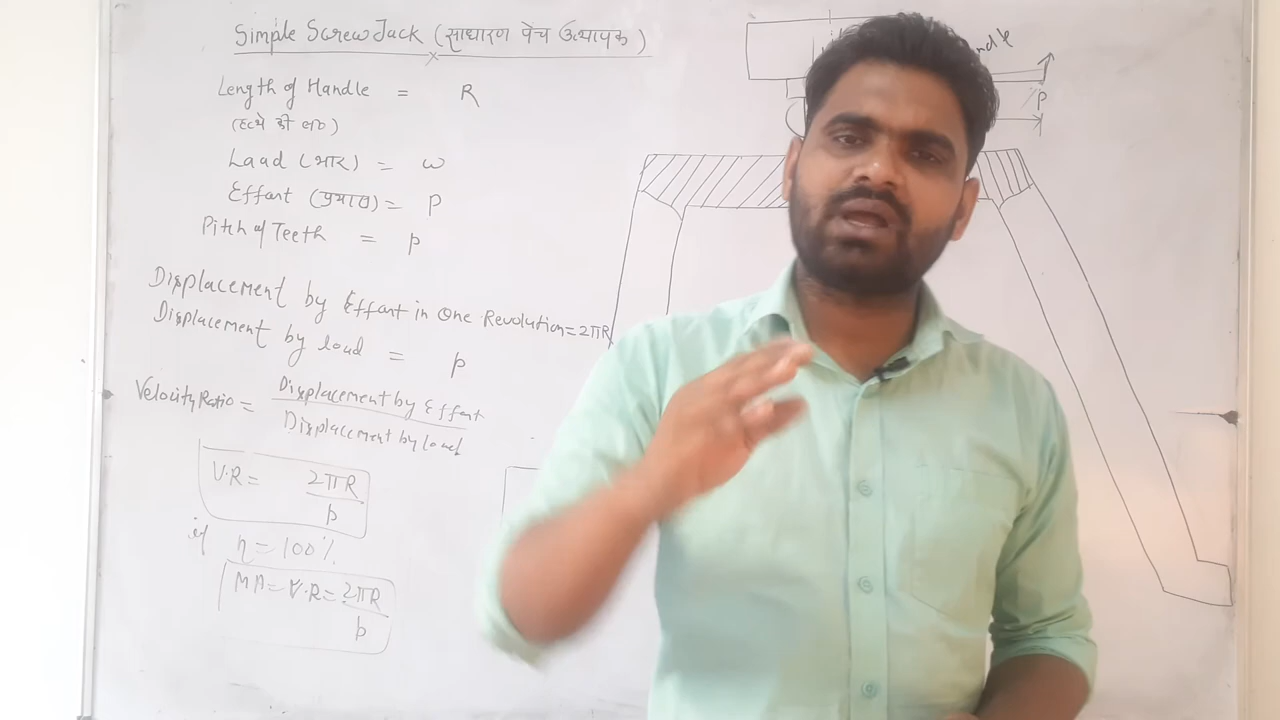 Simple Screw Jack (साधारण पेंच उत्थापक)
Length of Handle = R
(हत्थे की लं०)
Load (भार) = w
Effort (प्रयास) = P
Pitch of Teeth = p
Displacement by Effort in One Revolution = 2πR
Displacement by load = p
Velocity Ratio = Displacement by Effort
Displacement by load
V.R = 2πR
p
if η = 100%
MA = V.R = 2πR
p
ndle
P